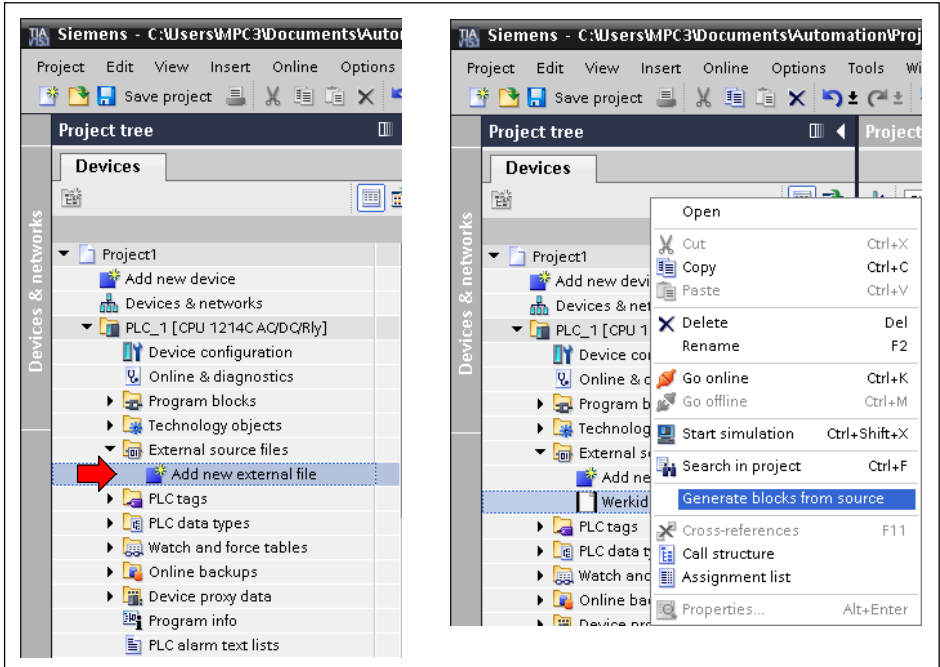 Siemens - C:\Users\MPC3\Documents\Auto
Project Edit View Insert Online Options
Save project
Project tree
Devices
Devices & networks
Project1
Add new device
Devices & networks
PLC_1 [CPU 1214C AC/DC/Rly]
Device configuration
Online & diagnostics
Program blocks
Technology objects
External source files
Add new external file
PLC tags
PLC data types
Watch and force tables
Online backups
Device proxy data
Program info
PLC alarm text lists
Siemens - C:\Users\MPC3\Documents\Automation\Proj
Project Edit View Insert Online Options Tools Wi
Save project
Project tree
Project
Devices
Devices & networks
Project1
Add new devi
Devices & net
PLC_1 [CPU 1
Device co
Online & d
Program b
Technolog
External s
Add ne
Werkid
PLC tags
PLC data t
Watch and
Online ba
Device pro
Open
Cut Ctrl+X
Copy Ctrl+C
Paste Ctrl+V
Delete Del
Rename F2
Go online Ctrl+K
Go offline Ctrl+M
Start simulation Ctrl+Shift+X
Search in project Ctrl+F
Generate blocks from source
Cross-references F11
Call structure
Assignment list
Properties... Alt+Enter